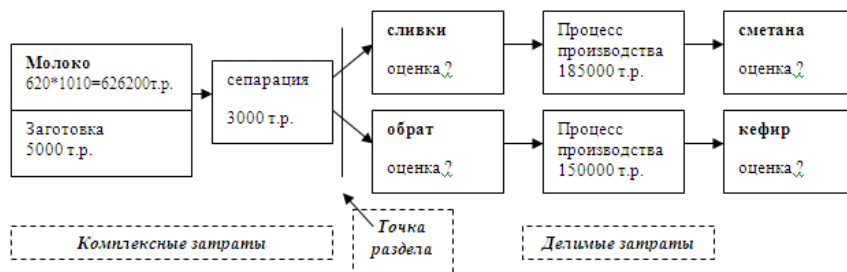 Молоко
620*1010=626200т.р.
Заготовка
5000 т.р.
сепарация
3000 т.р.
сливки
оценка ?
Процесс
производства
185000 т.р.
сметана
оценка ?
обрат
оценка ?
Процесс
производства
150000 т.р.
кефир
оценка ?
Комплексные затраты
Точка
раздела
Делимые затраты